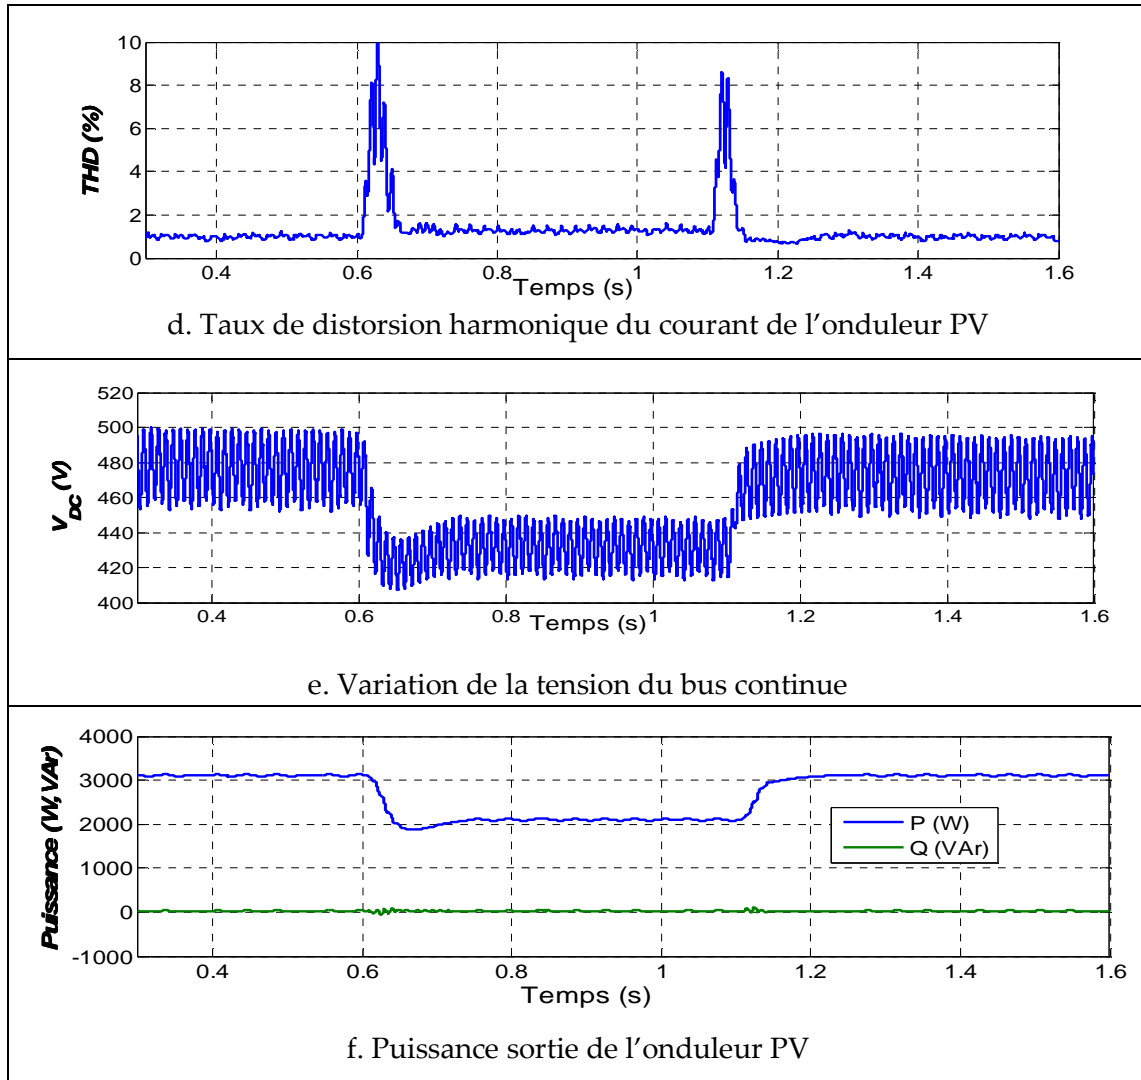 10
8
6
4
2
0
THD (%)
0.4 0.6 0.8 1 1.2 1.4 1.6
Temps (s)
d. Taux de distorsion harmonique du courant de l’onduleur PV
520
500
480
460
440
420
400
V DC (V)
0.4 0.6 0.8 1 1.2 1.4 1.6
Temps (s)
e. Variation de la tension du bus continue
4000
3000
2000
1000
0
-1000
Puissance (W,VAr)
P (W)
Q (VAr)
0.4 0.6 0.8 1 1.2 1.4 1.6
Temps (s)
f. Puissance sortie de l’onduleur PV